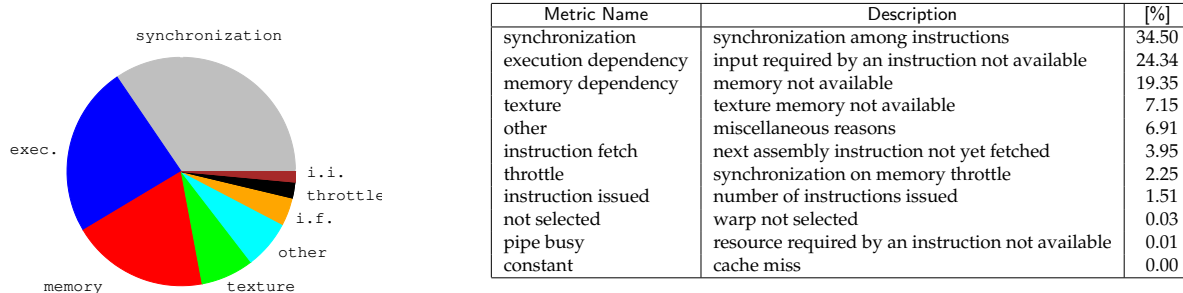 synchronization
exec.
i.i.
throttle
i.f.
other
memory
texture
Metric Name Description [%]
synchronization synchronization among instructions 34.50
execution dependency input required by an instruction not available 24.34
memory dependency memory not available 19.35
texture texture memory not available 7.15
other miscellaneous reasons 6.91
instruction fetch next assembly instruction not yet fetched 3.95
throttle synchronization on memory throttle 2.25
instruction issued number of instructions issued 1.51
not selected warp not selected 0.03
pipe busy resource required by an instruction not available 0.01
constant cache miss 0.00